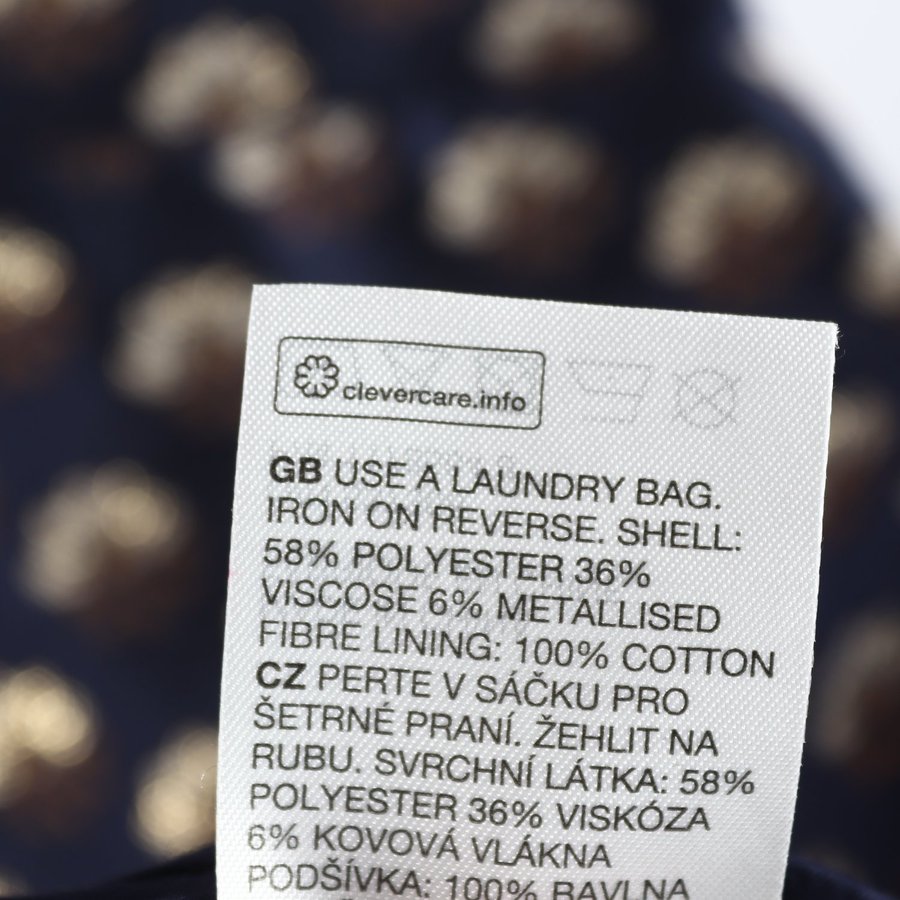 clevercare.info
GB USE A LAUNDRY BAG.
IRON ON REVERSE. SHELL:
58% POLYESTER 36%
VISCOSE 6% METALLISED
FIBRE LINING: 100% COTTON
CZ PERTE V SÁČKU PRO
ŠETRNÉ PRANÍ. ŽEHLIT NA
RUBU. SVRCHNÍ LÁTKA: 58%
POLYESTER 36% VISKÓZA
6% KOVOVÁ VLÁKNA
PODŠÍVKA: 100% BAVLNA